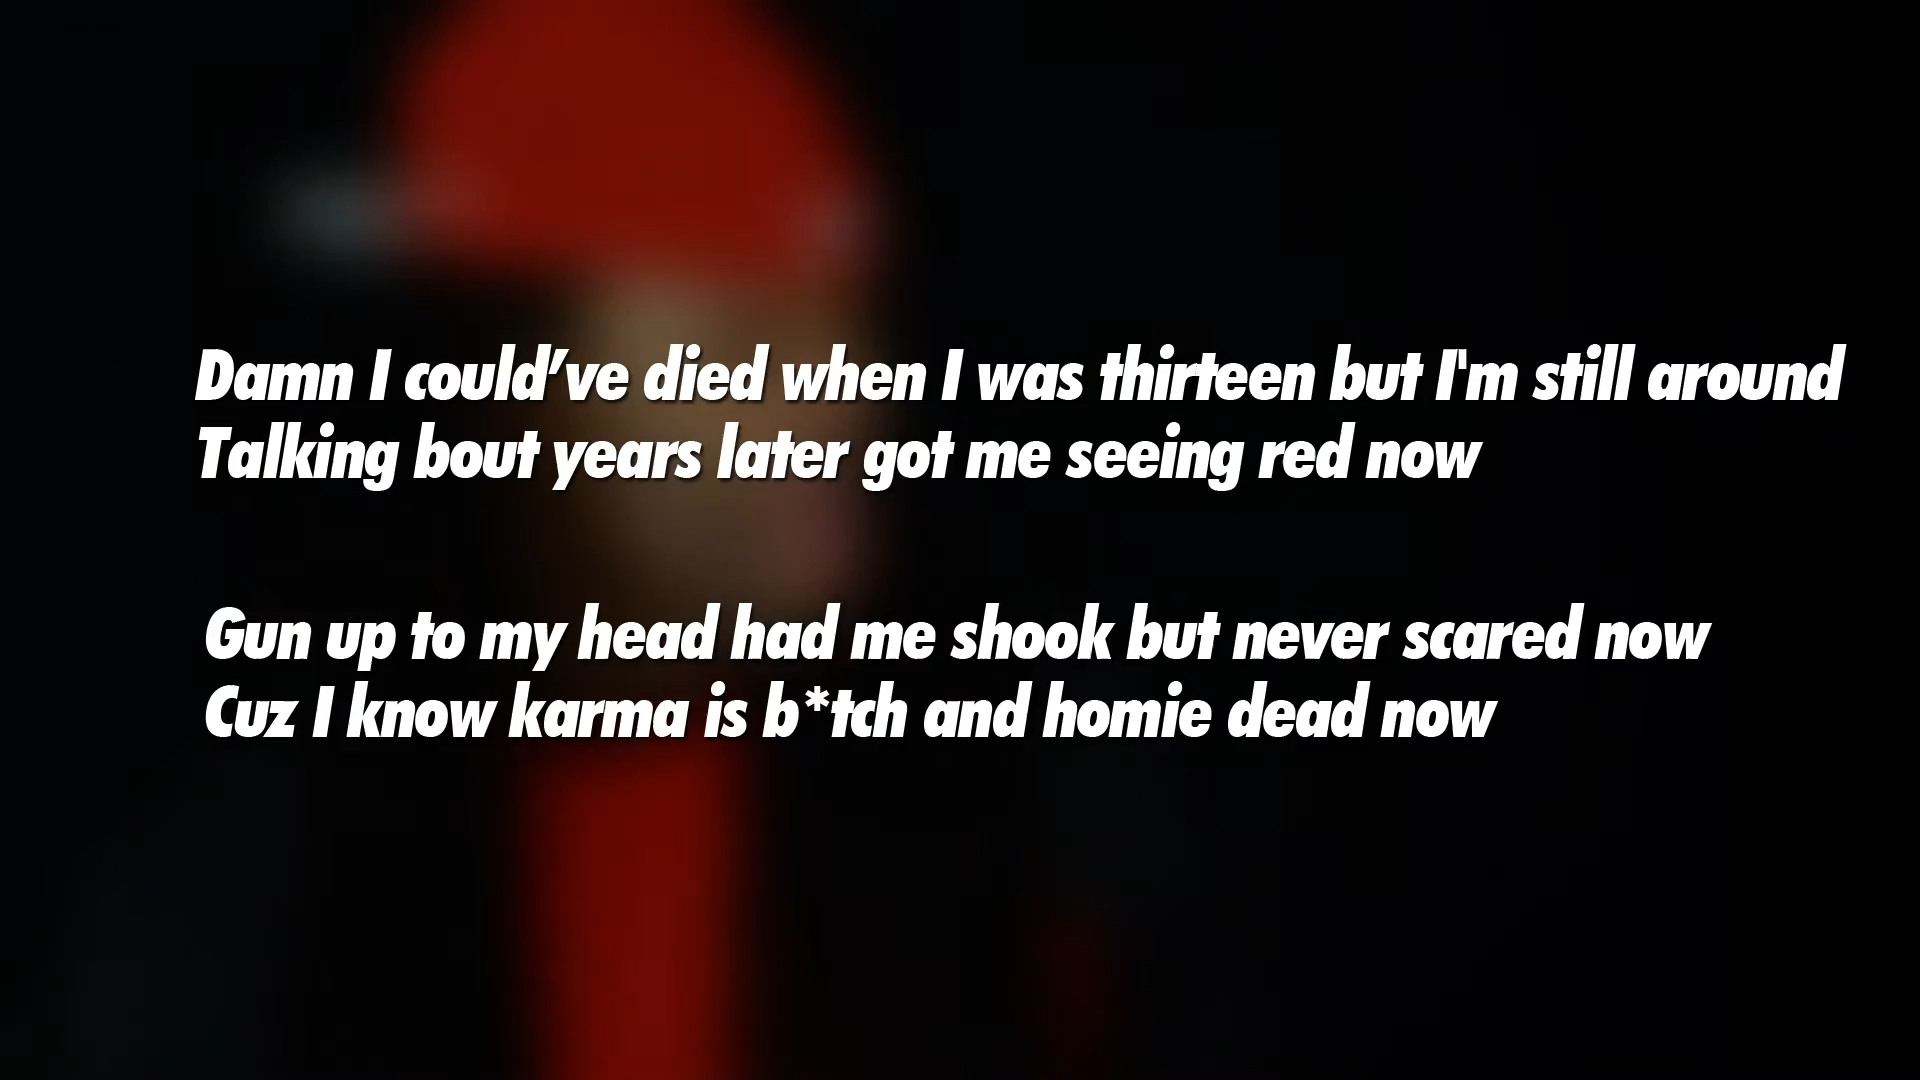 Damn I could’ve died when I was thirteen but I'm still around
Talking bout years later got me seeing red now
Gun up to my head had me shook but never scared now
Cuz I know karma is b*tch and homie dead now